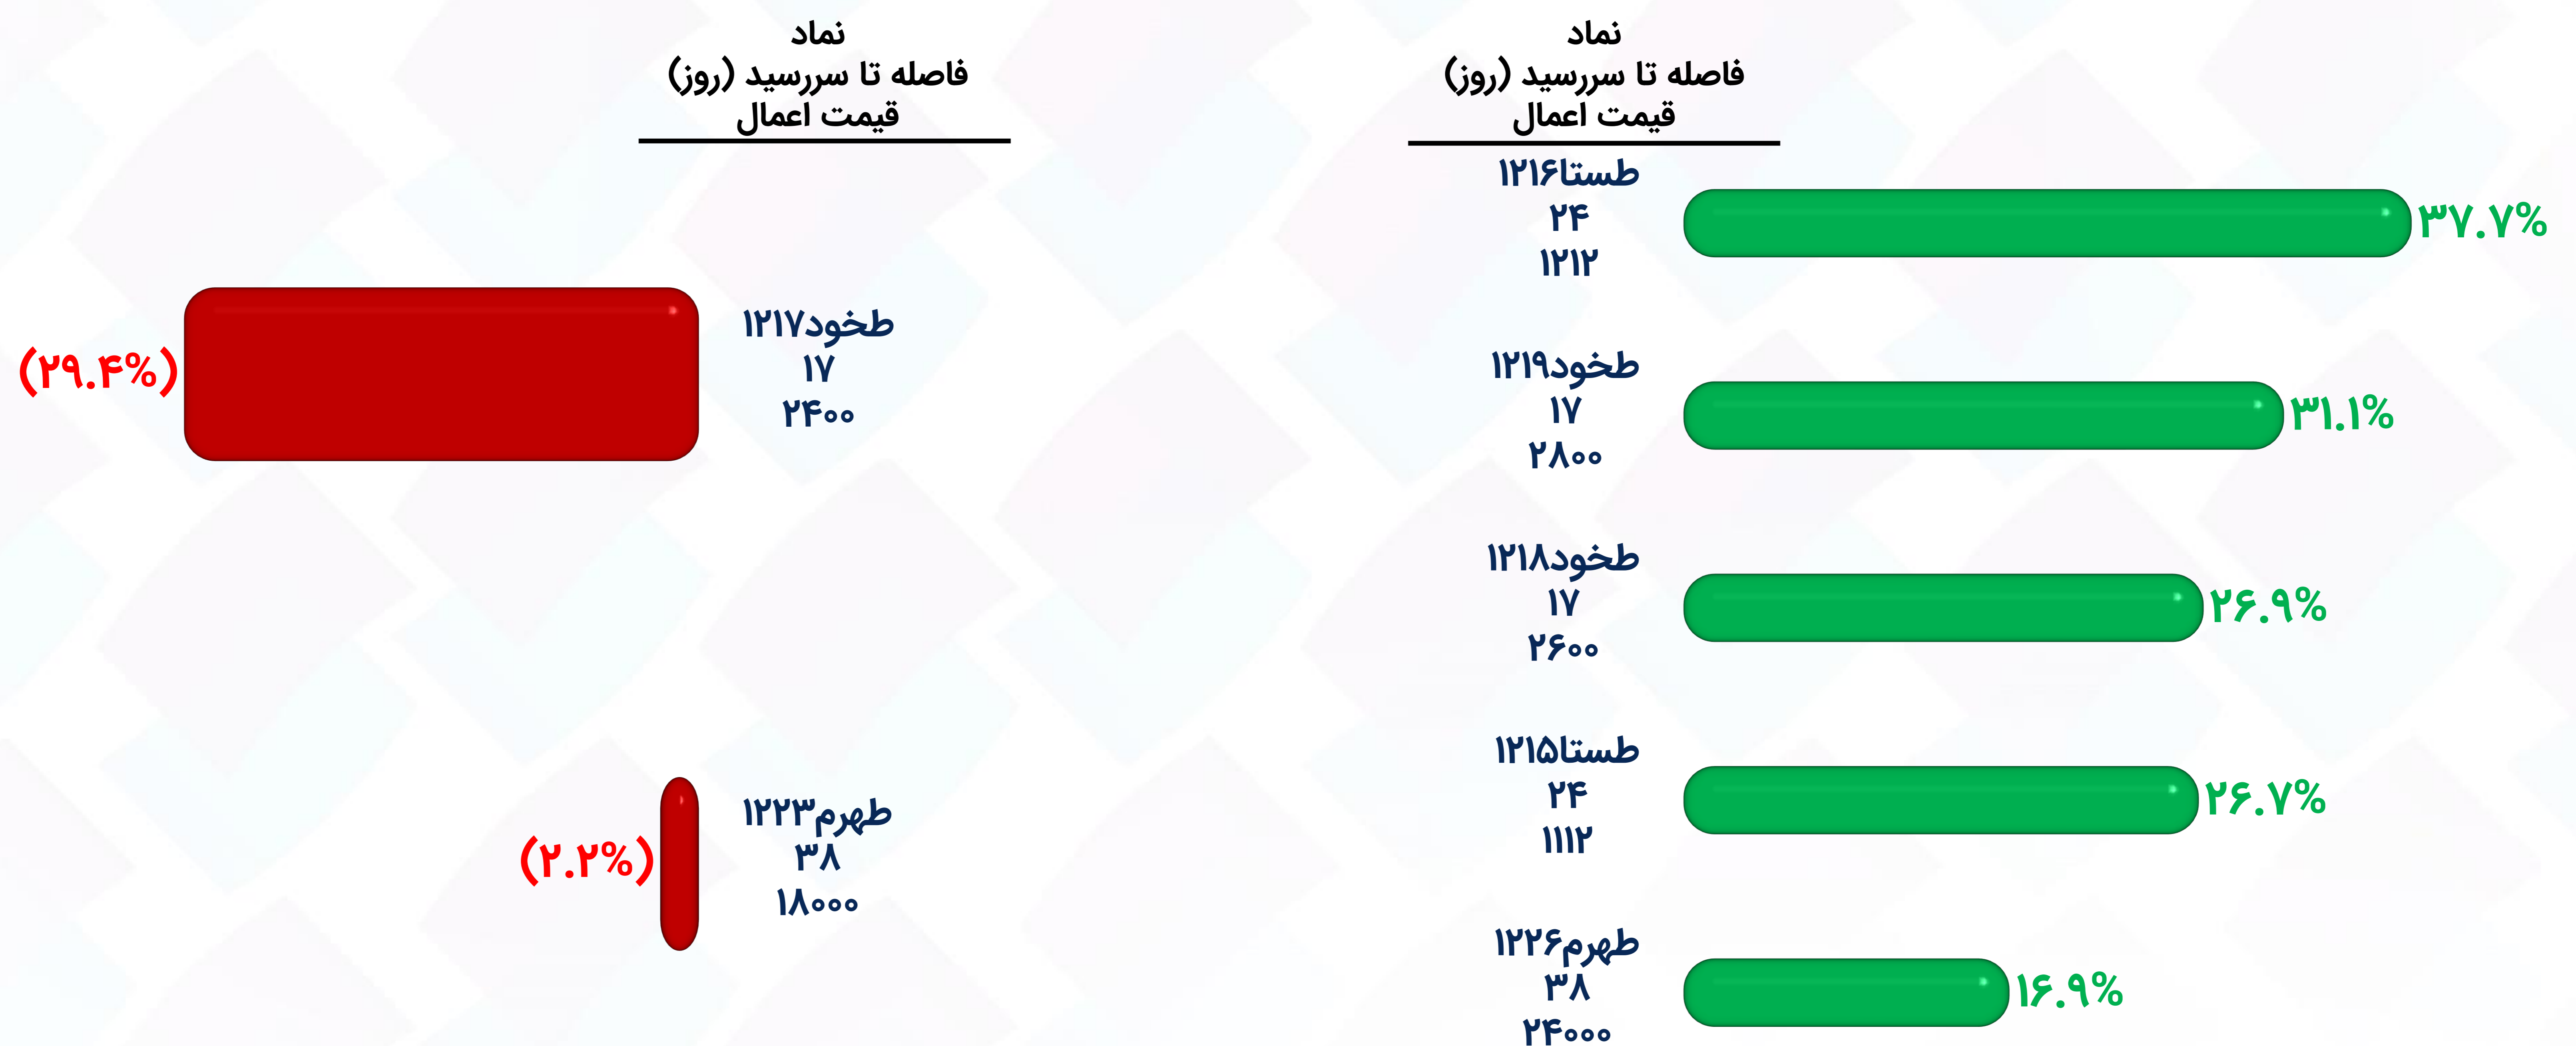 نماد
فاصله تا سررسید (روز)
قیمت اعمال
طستا۱۲۱۶
۲۴
۱۲۱۲
۳۷.۷%
طخود۱۲۱۹
۱۷
۲۸۰۰
۳۱.۱%
طخود۱۲۱۸
۱۷
۲۶۰۰
۲۶.۹%
طستا۱۲۱۵
۲۴
۱۱۱۲
۲۶.۷%
طهرم۱۲۲۶
۳۸
۲۴۰۰۰
۱۶.۹%
نماد
فاصله تا سررسید (روز)
قیمت اعمال
طخود۱۲۱۷
۱۷
۲۴۰۰
(۲۹.۴%)
طهرم۱۲۲۳
۳۸
۱۸۰۰۰
(۲.۲%)